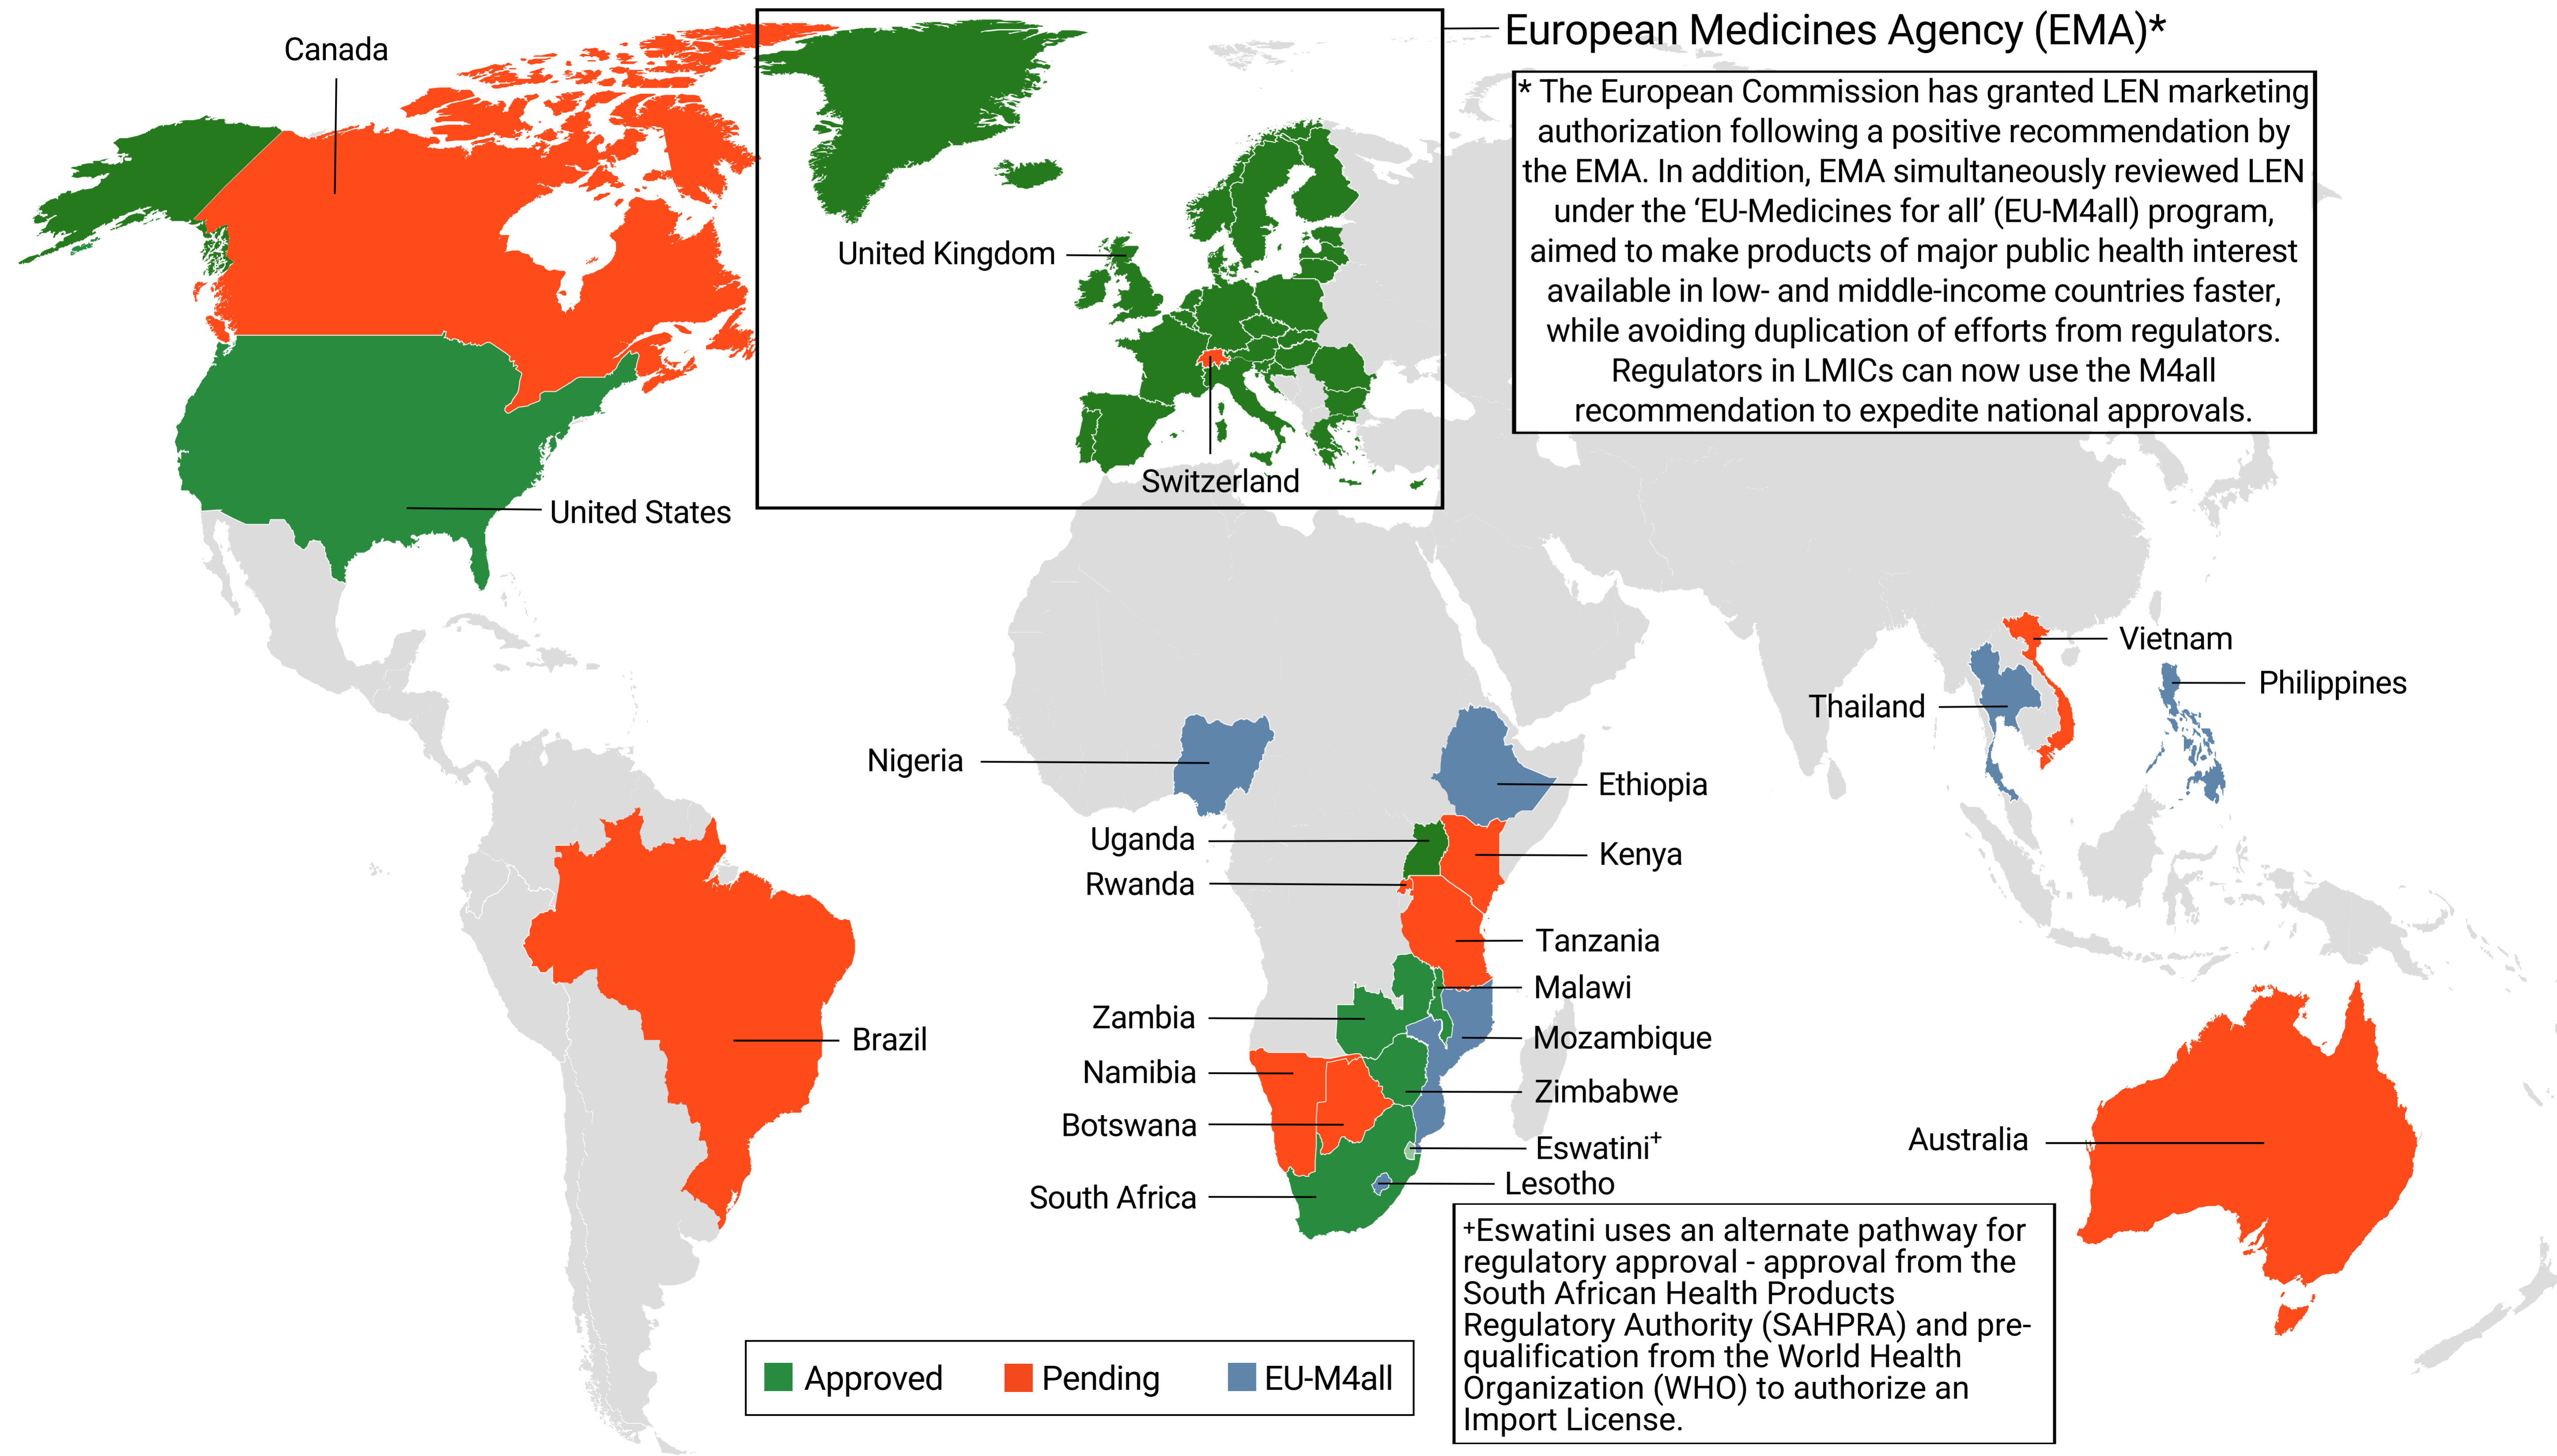 Canada
European Medicines Agency (EMA)*
* The European Commission has granted LEN marketing
authorization following a positive recommendation by
the EMA. In addition, EMA simultaneously reviewed LEN
under the ‘EU-Medicines for all’ (EU-M4all) program,
aimed to make products of major public health interest
available in low- and middle-income countries faster,
while avoiding duplication of efforts from regulators.
Regulators in LMICs can now use the M4all
recommendation to expedite national approvals.
United Kingdom
Switzerland
United States
Vietnam
Philippines
Thailand
Nigeria
Ethiopia
Uganda
Kenya
Rwanda
Tanzania
Malawi
Zambia
Mozambique
Brazil
Namibia
Zimbabwe
Botswana
Eswatini+
Australia
Lesotho
South Africa
+Eswatini uses an alternate pathway for
regulatory approval - approval from the
South African Health Products
Regulatory Authority (SAHPRA) and pre-
qualification from the World Health
Organization (WHO) to authorize an
Import License.
Approved
Pending
EU-M4all